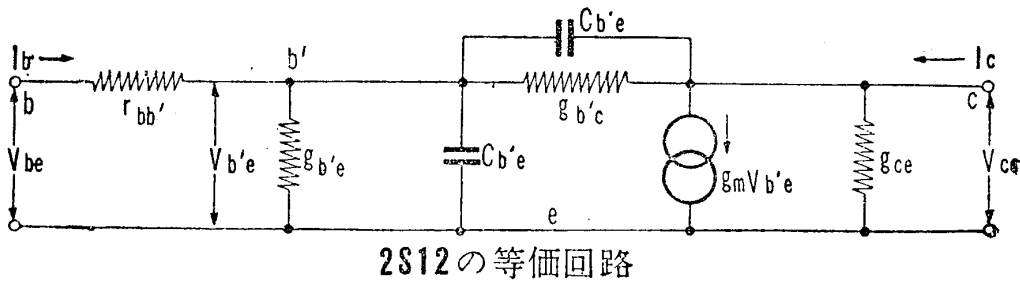 Cb'e
Ib
b'
Ic
b
rbb'
gb'c
c
Vbe
Vb'e
gb'e
Cb'e
gmVb'e
gce
Vce
e
2S12の等価回路